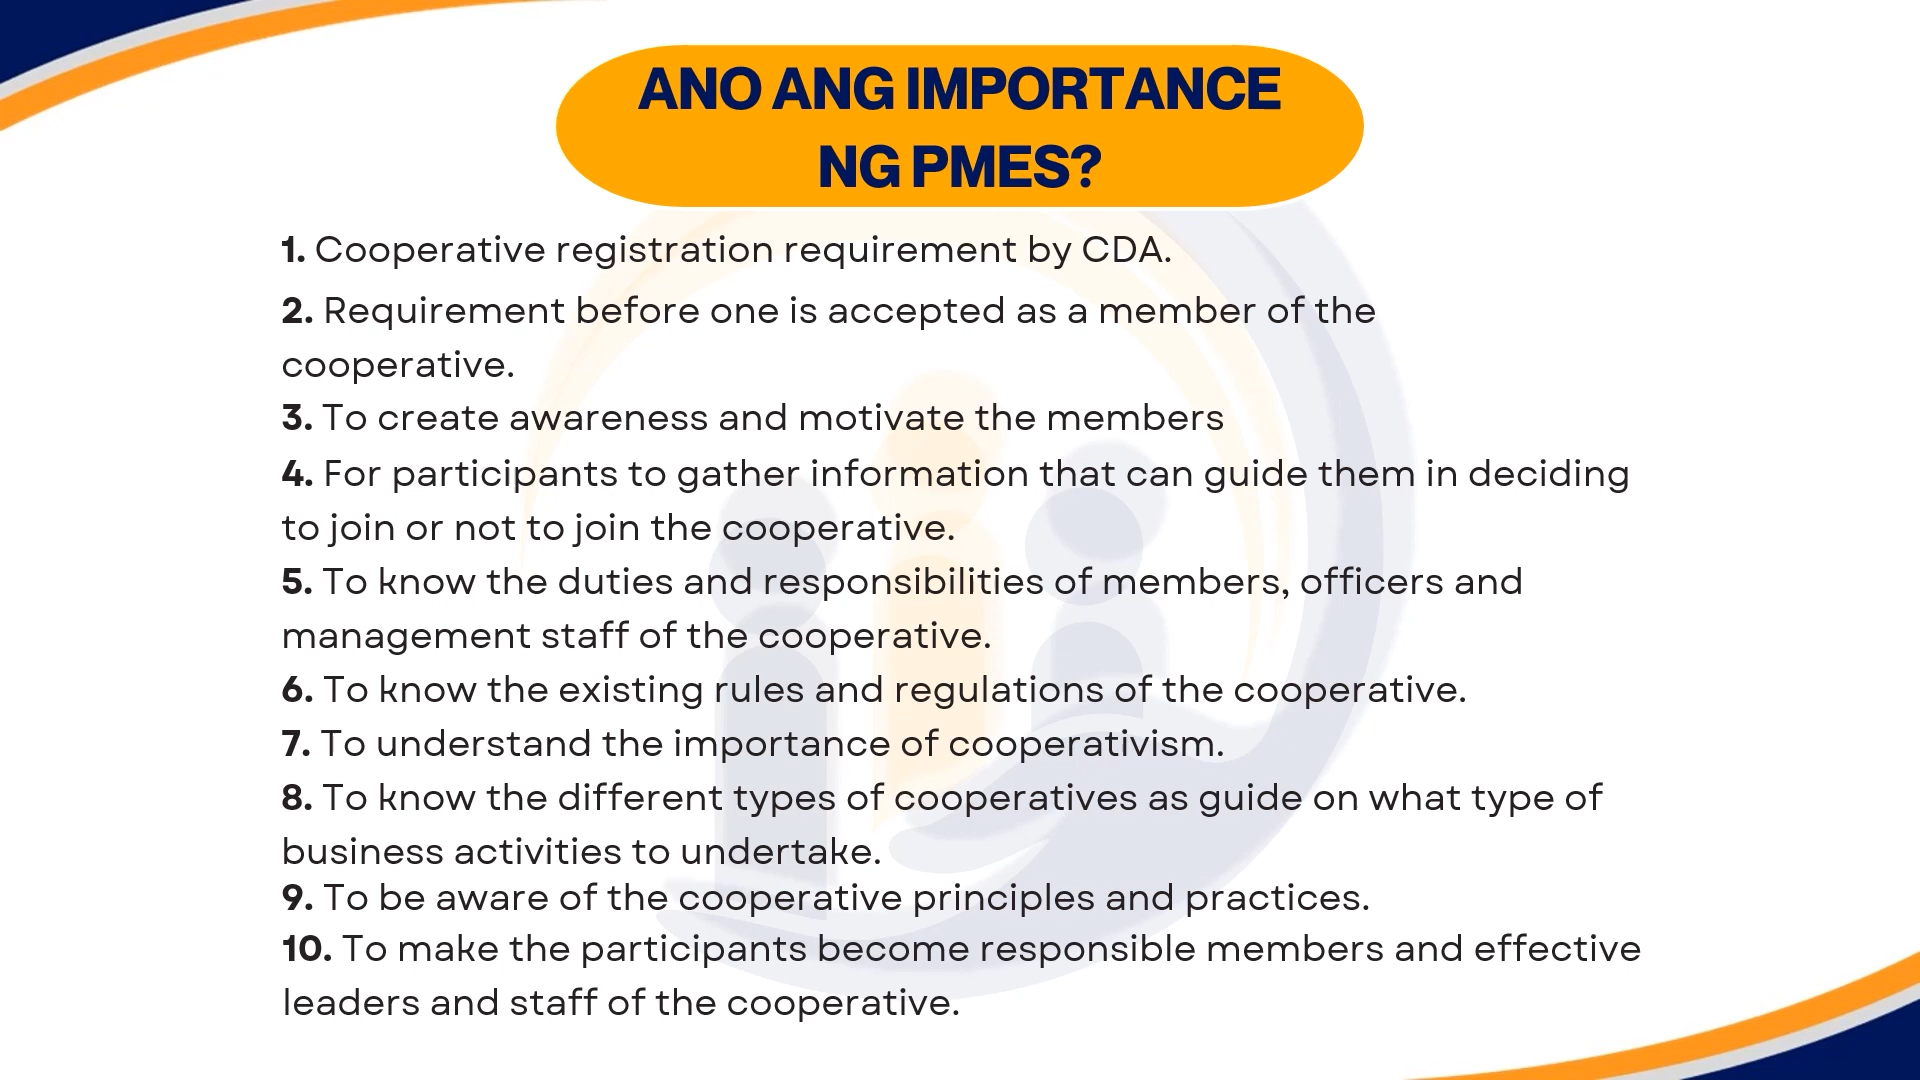 ANO ANG IMPORTANCE
NG PMES?
1. Cooperative registration requirement by CDA.
2. Requirement before one is accepted as a member of the
cooperative.
3. To create awareness and motivate the members
4. For participants to gather information that can guide them in deciding
to join or not to join the cooperative.
5. To know the duties and responsibilities of members, officers and
management staff of the cooperative.
6. To know the existing rules and regulations of the cooperative.
7. To understand the importance of cooperativism.
8. To know the different types of cooperatives as guide on what type of
business activities to undertake.
9. To be aware of the cooperative principles and practices.
10. To make the participants become responsible members and effective
leaders and staff of the cooperative.